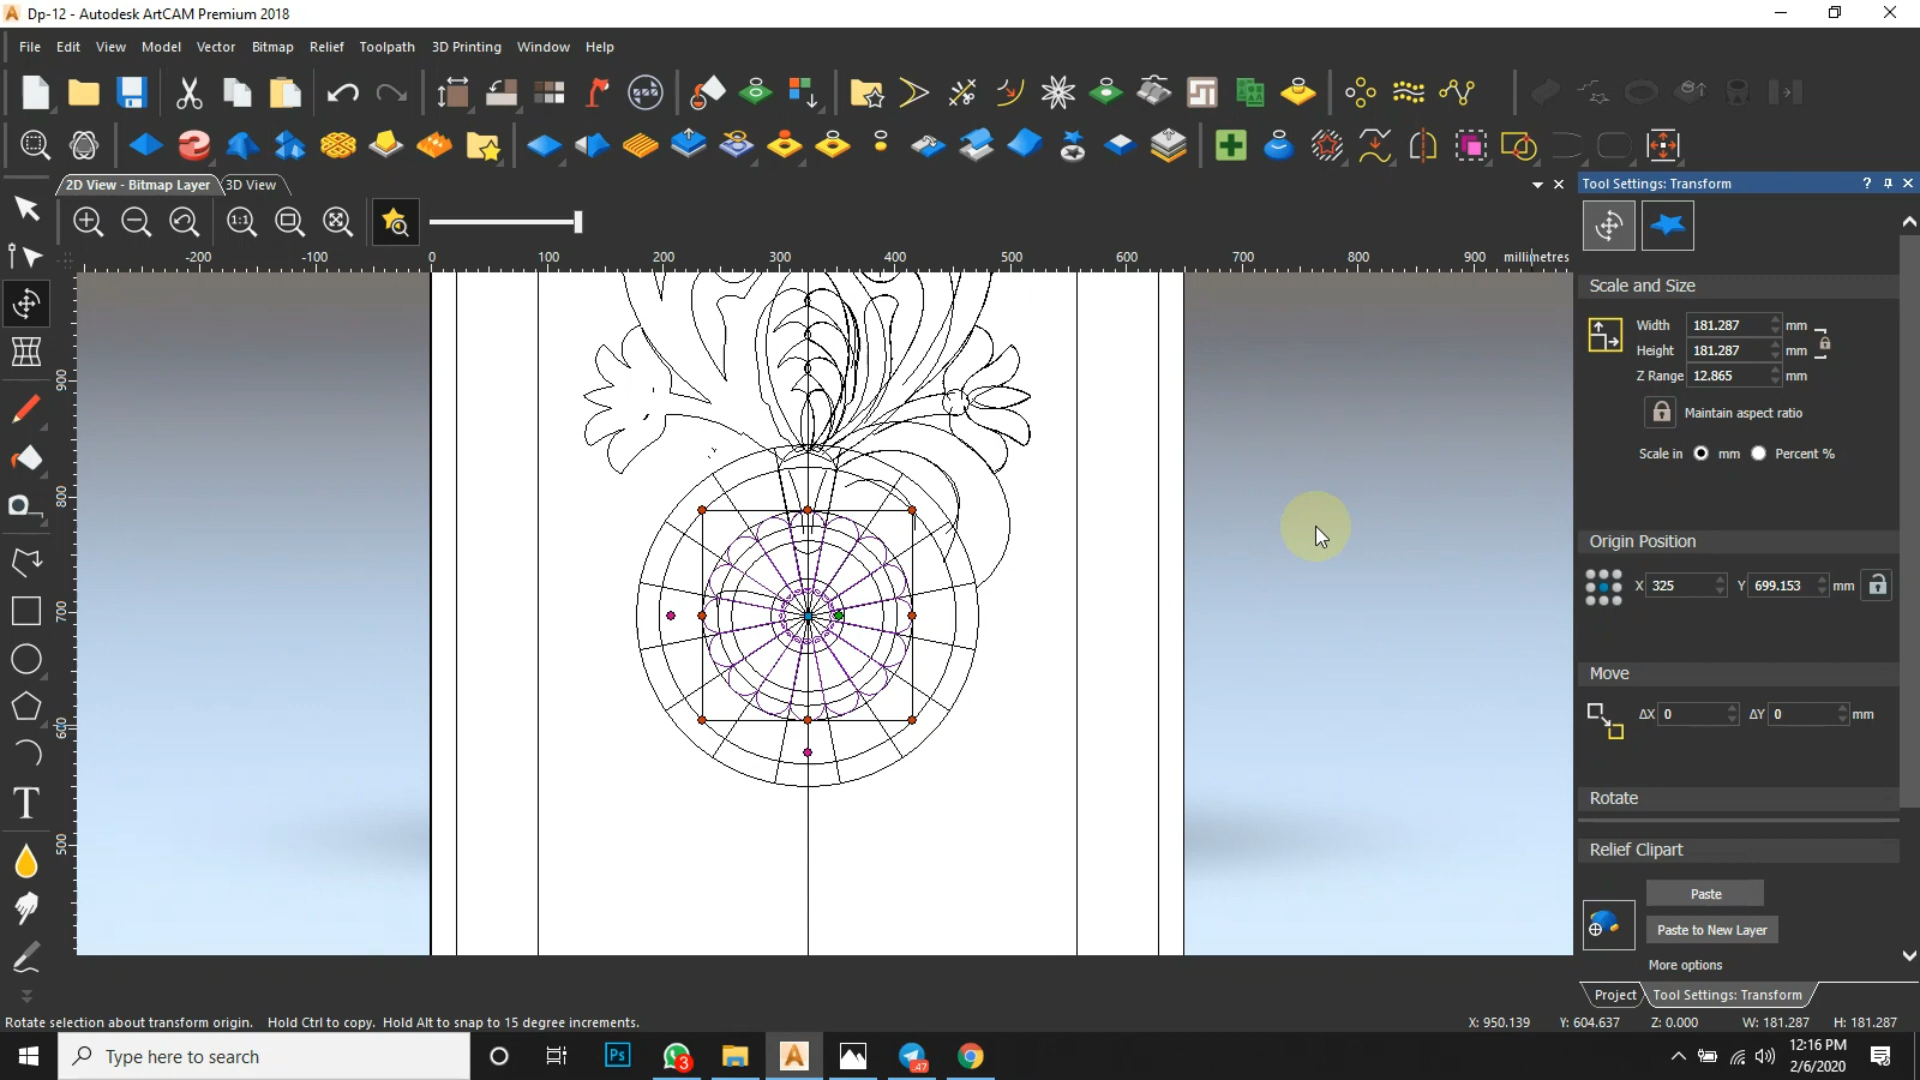 Dp-12 - Autodesk ArtCAM Premium 2018
File Edit View Model Vector Bitmap Relief Toolpath 3D Printing Window Help
2D View - Bitmap Layer 3D View
Tool Settings: Transform
1:1
-200 -100 0 100 200 300 400 500 600 700 800 900 millimetres
900
800
700
600
500
Scale and Size
Width 181.287 mm
Height 181.287 mm
Z Range 12.865 mm
Maintain aspect ratio
Scale in mm Percent %
Origin Position
X 325 Y 699.153 mm
Move
ΔX 0 ΔY 0 mm
Rotate
Relief Clipart
Paste
Paste to New Layer
More options
Project Tool Settings: Transform
Rotate selection about transform origin. Hold Ctrl to copy. Hold Alt to snap to 15 degree increments.
X: 950.139 Y: 604.637 Z: 0.000 W: 181.287 H: 181.287
Type here to search
Ps
3
A
47
12:16 PM
2/6/2020